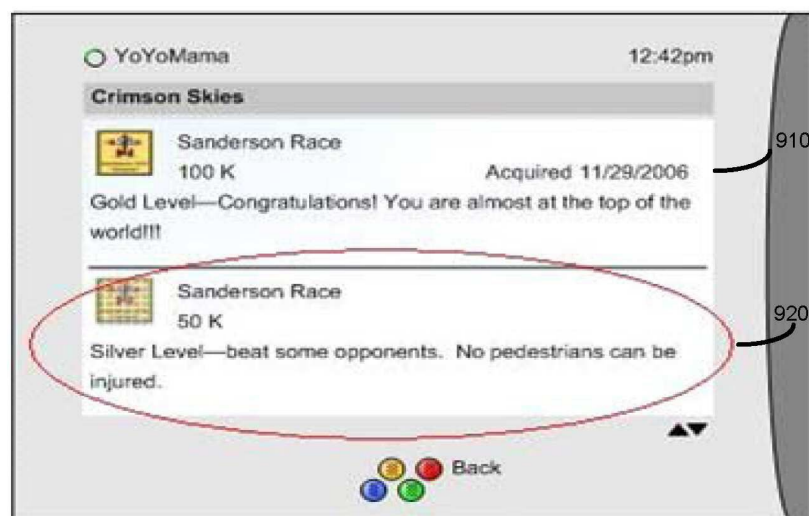 YoYoMama 12:42pm
Crimson Skies
Sanderson Race
100 K Acquired 11/29/2006
910
Gold Level—Congratulations! You are almost at the top of the
world!!!
Sanderson Race
50 K
920
Silver Level—beat some opponents. No pedestrians can be
injured.
Back